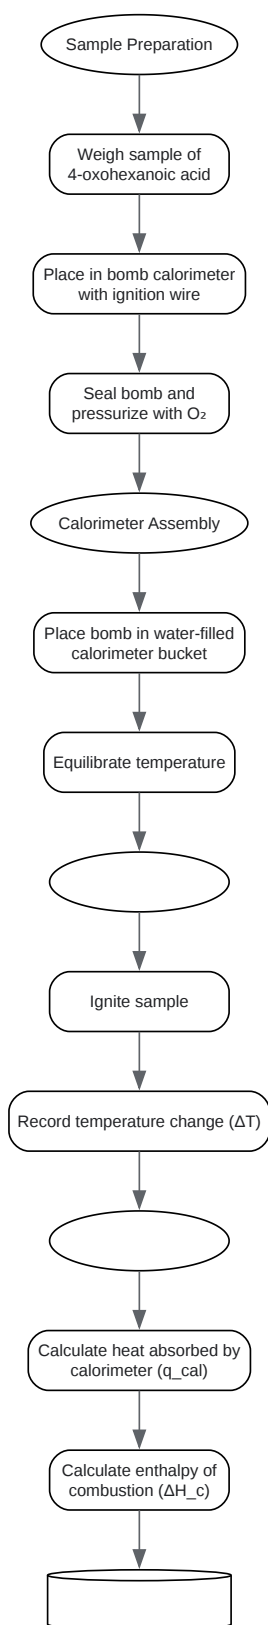 Sample Preparation
Weigh sample of
4-oxohexanoic acid
Place in bomb calorimeter
with ignition wire
Seal bomb and
pressurize with O₂
Calorimeter Assembly
Place bomb in water-filled
calorimeter bucket
Equilibrate temperature
Ignite sample
Record temperature change (ΔT)
Calculate heat absorbed by
calorimeter (q_cal)
Calculate enthalpy of
combustion (ΔH_c)